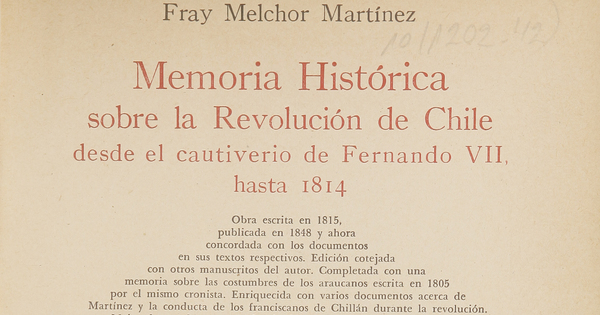 Fray Melchor Martínez
Memoria Histórica
sobre la Revolución de Chile
desde el cautiverio de Fernando VII,
hasta 1814
Obra escrita en 1815,
publicada en 1848 y ahora
concordada con los documentos
en sus textos respectivos. Edición cotejada
con otros manuscritos del autor. Completada con una
memoria sobre las costumbres de los araucanos escrita en 1805
por el mismo cronista. Enriquecida con varios documentos acerca de
Martínez y la conducta de los franciscanos de Chillán durante la revolución.